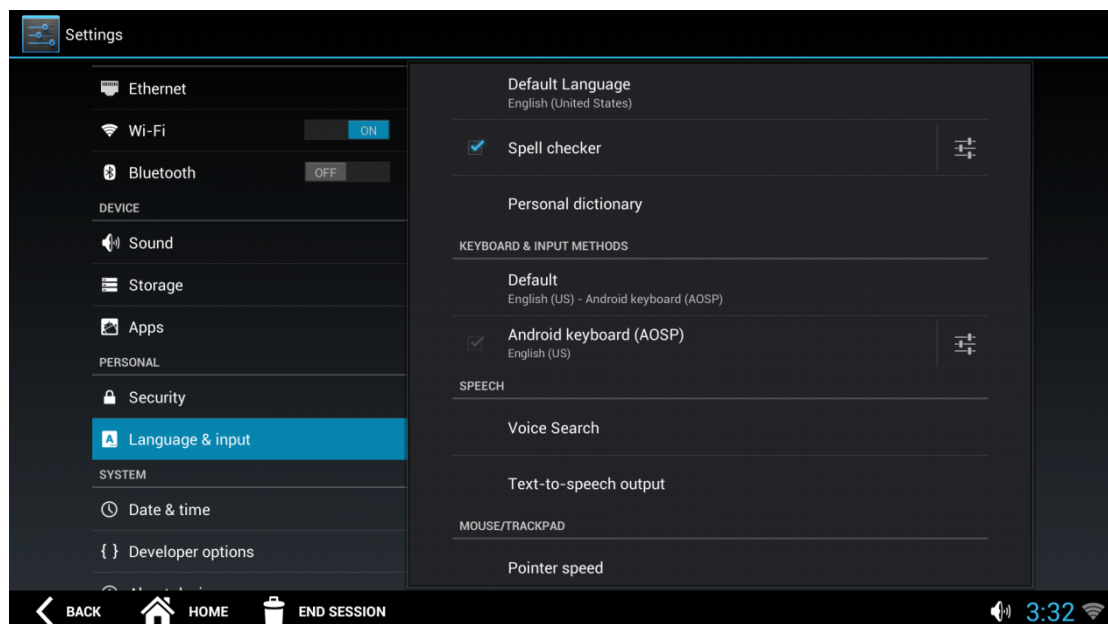 Settings
Ethernet
Wi-Fi
ON
Bluetooth
OFF
DEVICE
Sound
Storage
Apps
PERSONAL
Security
Language & input
SYSTEM
Date & time
{ } Developer options
Default Language
English (United States)
Spell checker
Personal dictionary
KEYBOARD & INPUT METHODS
Default
English (US) - Android keyboard (AOSP)
Android keyboard (AOSP)
English (US)
SPEECH
Voice Search
Text-to-speech output
MOUSE/TRACKPAD
Pointer speed
BACK
HOME
END SESSION
3:32